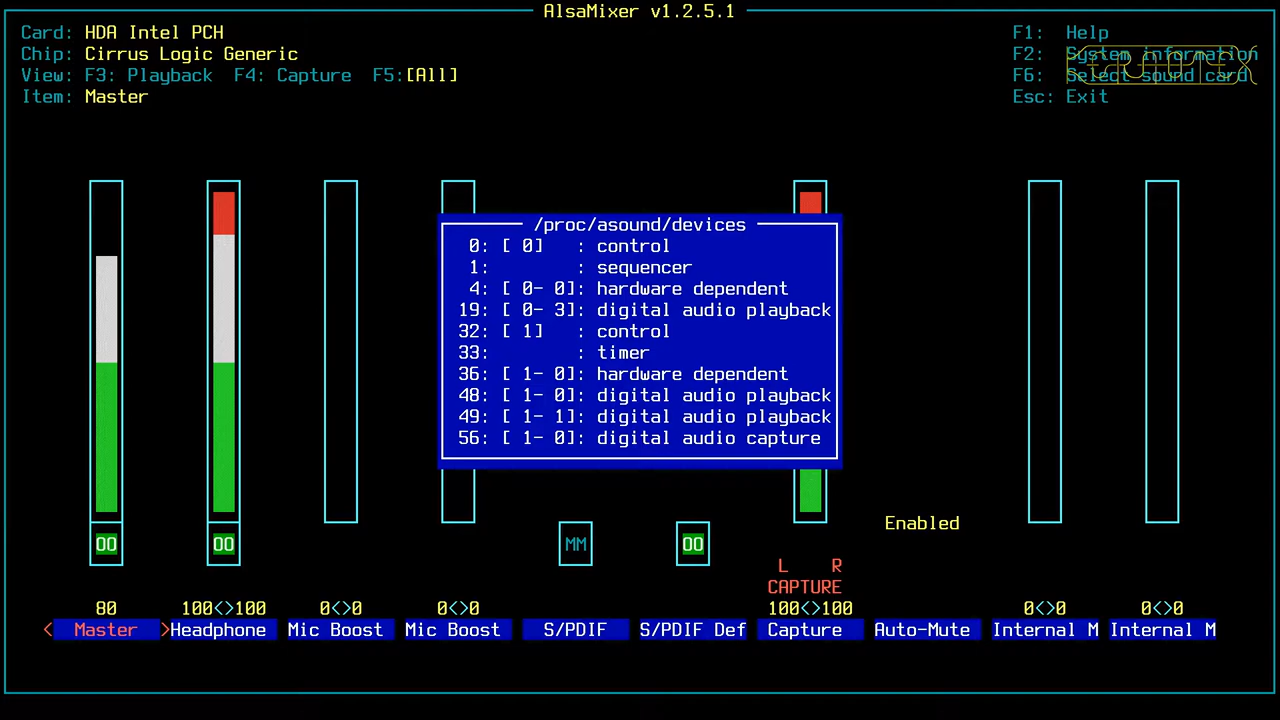 AlsaMixer v1.2.5.1
Card: HDA Intel PCH
F1: Help
Chip: Cirrus Logic Generic
F2: System information
View: F3: Playback F4: Capture F5:[All]
F6: Select sound card
Item: Master
Esc: Exit
/proc/asound/devices
0: [ 0] : control
1: : sequencer
4: [ 0- 0]: hardware dependent
19: [ 0- 3]: digital audio playback
32: [ 1] : control
33: : timer
36: [ 1- 0]: hardware dependent
48: [ 1- 0]: digital audio playback
49: [ 1- 1]: digital audio playback
56: [ 1- 0]: digital audio capture
Enabled
OO OO MM OO
L R
CAPTURE
80 100<>100 0<>0 0<>0 100<>100 0<>0 0<>0
< Master >Headphone Mic Boost Mic Boost S/PDIF S/PDIF Def Capture Auto-Mute Internal M Internal M